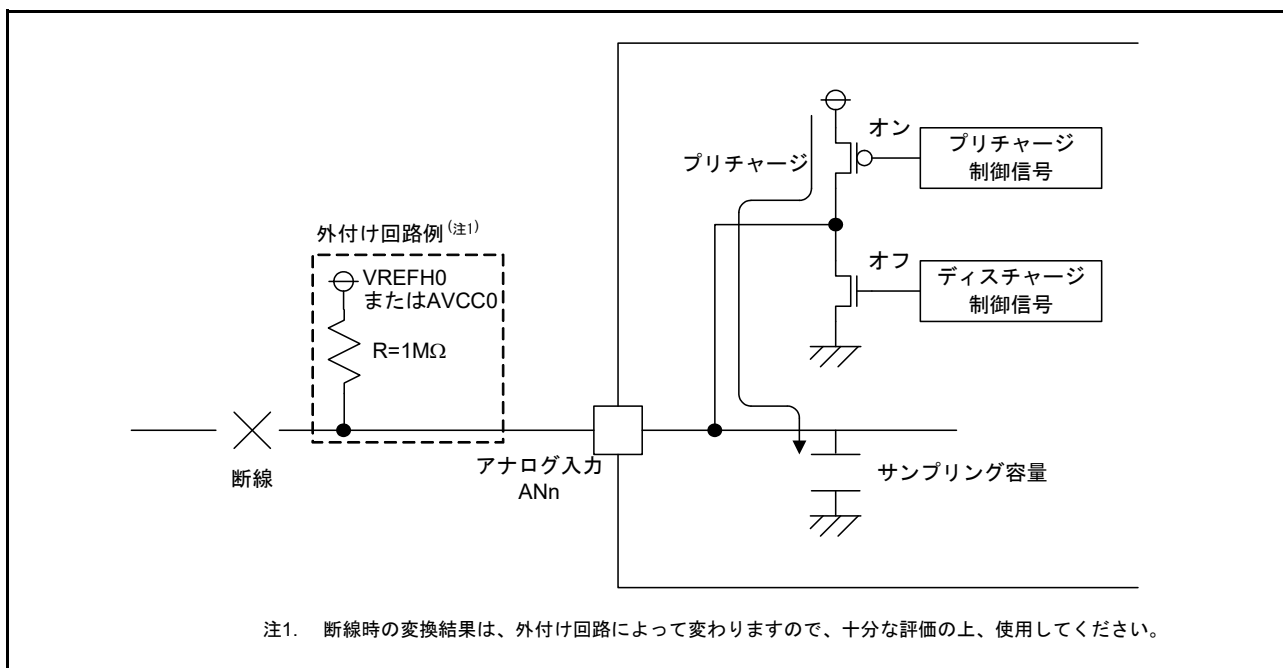 オン
プリチャージ
制御信号
プリチャージ
外付け回路例(注1)
VREFH0
またはAVCC0
オフ
ディスチャージ
制御信号
R=1MΩ
断線
アナログ入力
ANn
サンプリング容量
注1. 断線時の変換結果は、外付け回路によって変わりますので、十分な評価の上、使用してください。